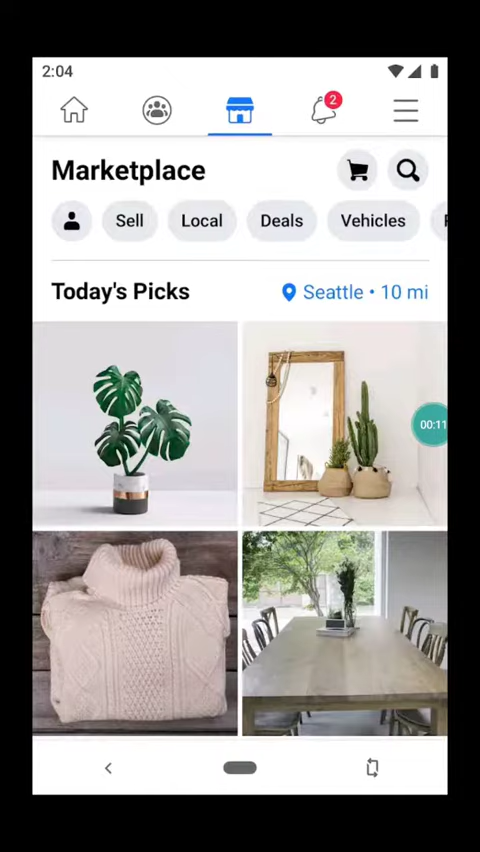 2:04
2
Marketplace
Sell Local Deals Vehicles
Today's Picks Seattle • 10 mi
00:11